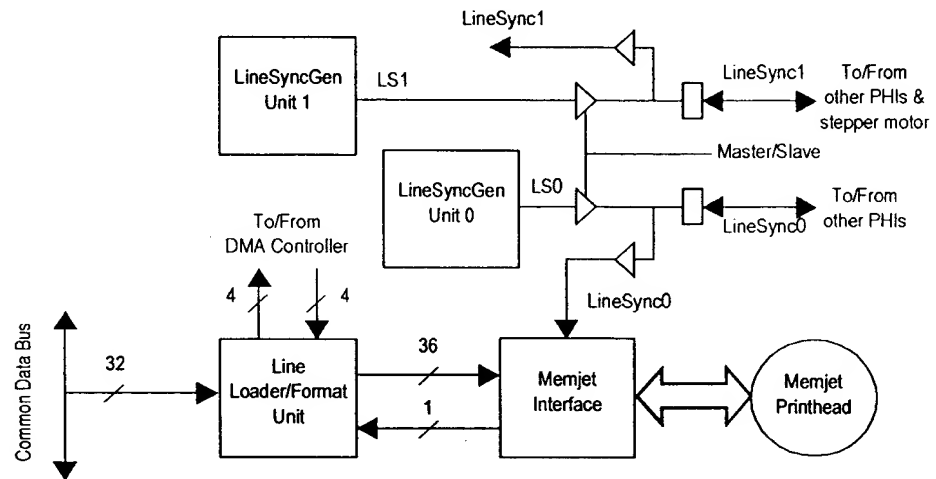 LineSync1
LineSyncGen
Unit 1
LS1
LineSync1
To/From
other PHIs &
stepper motor
Master/Slave
LineSyncGen
Unit 0
LS0
LineSync0
To/From
other PHIs
To/From
DMA Controller
4
4
LineSync0
Common Data Bus
32
Line
Loader/Format
Unit
36
1
Memjet
Interface
Memjet
Printhead